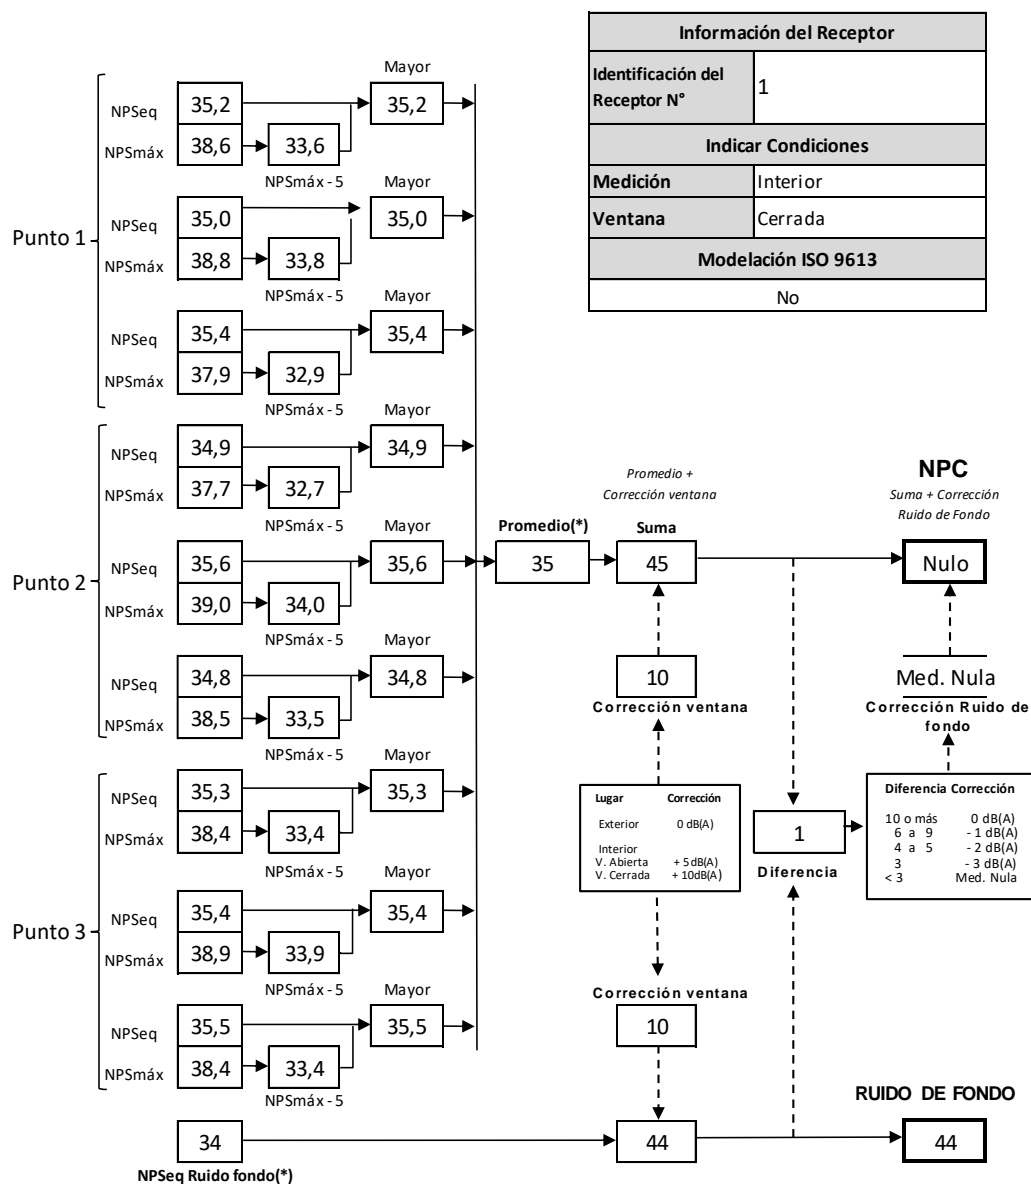 Información del Receptor
Identificación del
Receptor N°
1
Indicar Condiciones
Medición
Interior
Ventana
Cerrada
Modelación ISO 9613
No
Punto 1
Mayor
NPSeq
35,2
35,2
NPSmáx
38,6
33,6
NPSmáx - 5
Mayor
NPSeq
35,0
35,0
NPSmáx
38,8
33,8
NPSmáx - 5
Mayor
NPSeq
35,4
35,4
NPSmáx
37,9
32,9
NPSmáx - 5
Punto 2
Mayor
NPSeq
34,9
34,9
NPSmáx
37,7
32,7
NPSmáx - 5
Mayor
NPSeq
35,6
35,6
NPSmáx
39,0
34,0
NPSmáx - 5
Mayor
NPSeq
34,8
34,8
NPSmáx
38,5
33,5
NPSmáx - 5
Punto 3
Mayor
NPSeq
35,3
35,3
NPSmáx
38,4
33,4
NPSmáx - 5
Mayor
NPSeq
35,4
35,4
NPSmáx
38,9
33,9
NPSmáx - 5
Mayor
NPSeq
35,5
35,5
NPSmáx
38,4
33,4
NPSmáx - 5
Promedio(*)
35
Promedio +
Corrección ventana
Suma
45
NPC
Suma + Corrección
Ruido de Fondo
Nulo
10
Corrección ventana
Med. Nula
Corrección Ruido de
fondo
Lugar Corrección
Exterior 0 dB(A)
Interior
V. Abierta + 5 dB(A)
V. Cerrada + 10dB(A)
1
Diferencia
Diferencia Corrección
10 o más 0 dB(A)
6 a 9 - 1 dB(A)
4 a 5 - 2 dB(A)
3 - 3 dB(A)
< 3 Med. Nula
Corrección ventana
10
RUIDO DE FONDO
34
44
44
NPSeq Ruido fondo(*)